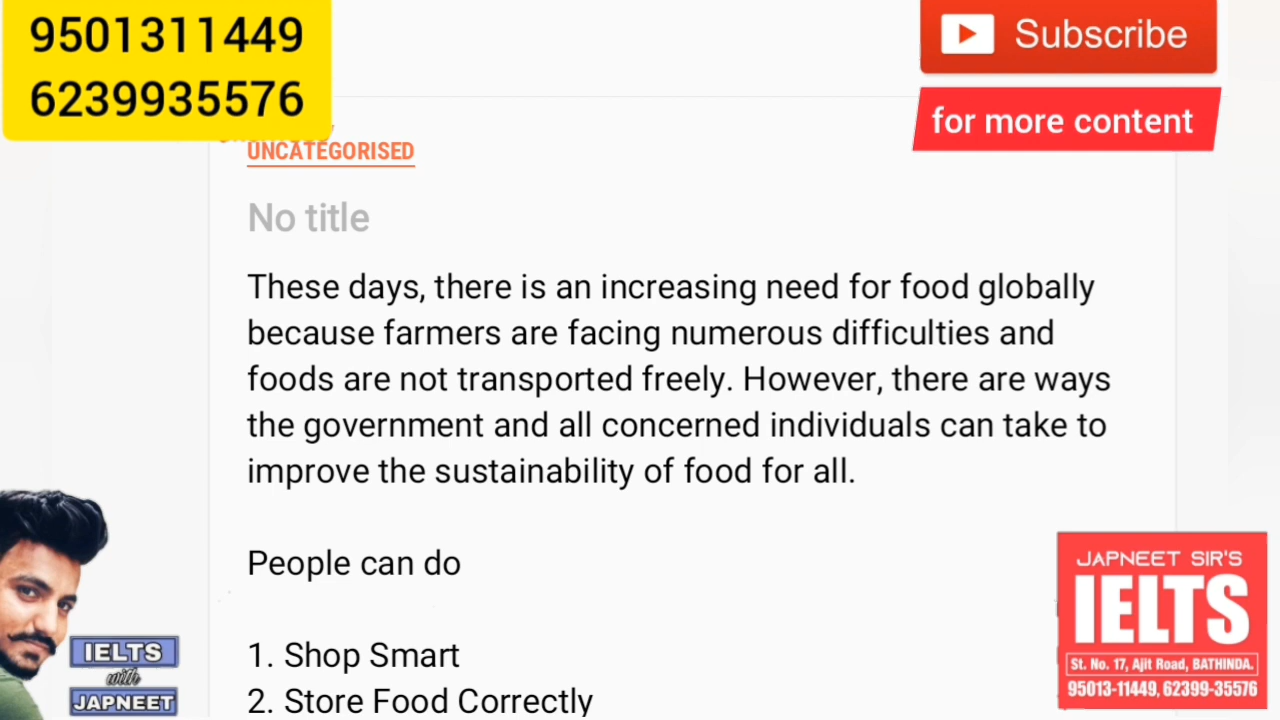 9501311449
6239935576
Subscribe
for more content
UNCATEGORISED
No title
These days, there is an increasing need for food globally
because farmers are facing numerous difficulties and
foods are not transported freely. However, there are ways
the government and all concerned individuals can take to
improve the sustainability of food for all.
People can do
1. Shop Smart
2. Store Food Correctly
IELTS
with
JAPNEET
JAPNEET SIR'S
IELTS
St. No. 17, Ajit Road, BATHINDA.
95013-11449, 62399-35576